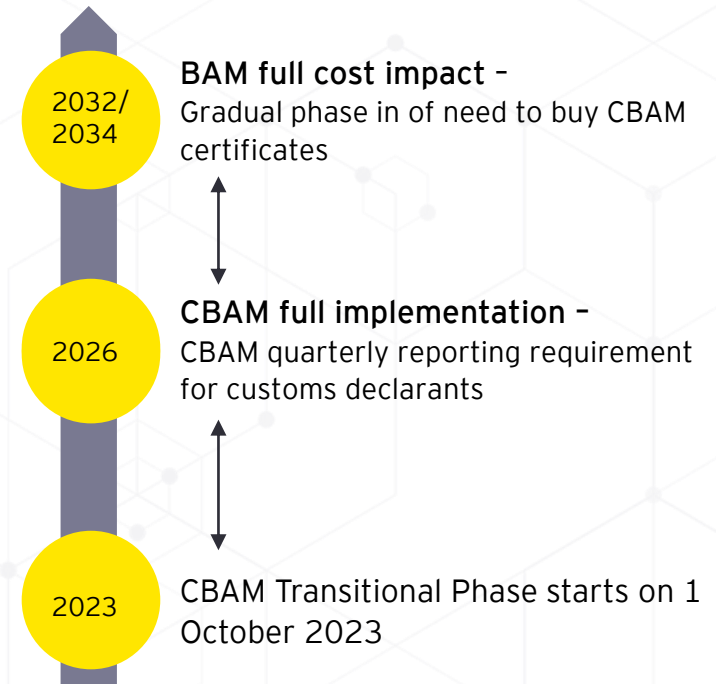 2032/
2034
BAM full cost impact –
Gradual phase in of need to buy CBAM
certificates
2026
CBAM full implementation –
CBAM quarterly reporting requirement
for customs declarants
2023
CBAM Transitional Phase starts on 1
October 2023